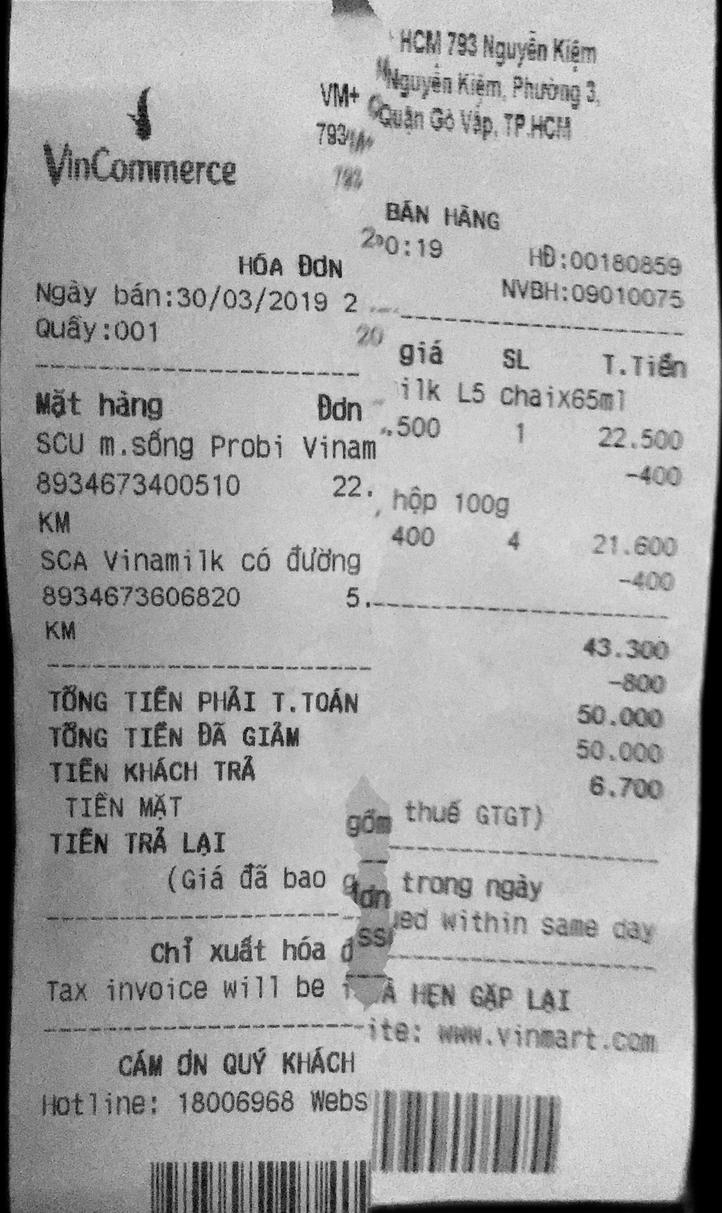 VinCommerce
VM+ HCM 793 Nguyễn Kiệm
793 Nguyễn Kiệm, Phường 3,
Quận Gò Vấp, TP.HCM
HÓA ĐƠN BÁN HÀNG
Ngày bán:30/03/2019 20:19 HĐ:00180859
Quầy:001 NVBH:09010075
Mặt hàng Đơn giá SL T.Tiền
SCU m.sống Probi Vinamilk L5 chaiX65ml
8934673400510 22.500 1 22.500
KM -400
SCA Vinamilk có đường hộp 100g
8934673606820 5.400 4 21.600
KM -400
TỔNG TIỀN PHẢI T.TOÁN 43.300
TỔNG TIỀN ĐÃ GIẢM -800
TIỀN KHÁCH TRẢ 50.000
TIỀN MẶT 50.000
TIỀN TRẢ LẠI 6.700
(Giá đã bao gồm thuế GTGT)
Chỉ xuất hóa đơn trong ngày
Tax invoice will be issued within same day
CÁM ƠN QUÝ KHÁCH VÀ HẸN GẶP LẠI
Hotline: 18006968 Website: www.vinmart.com